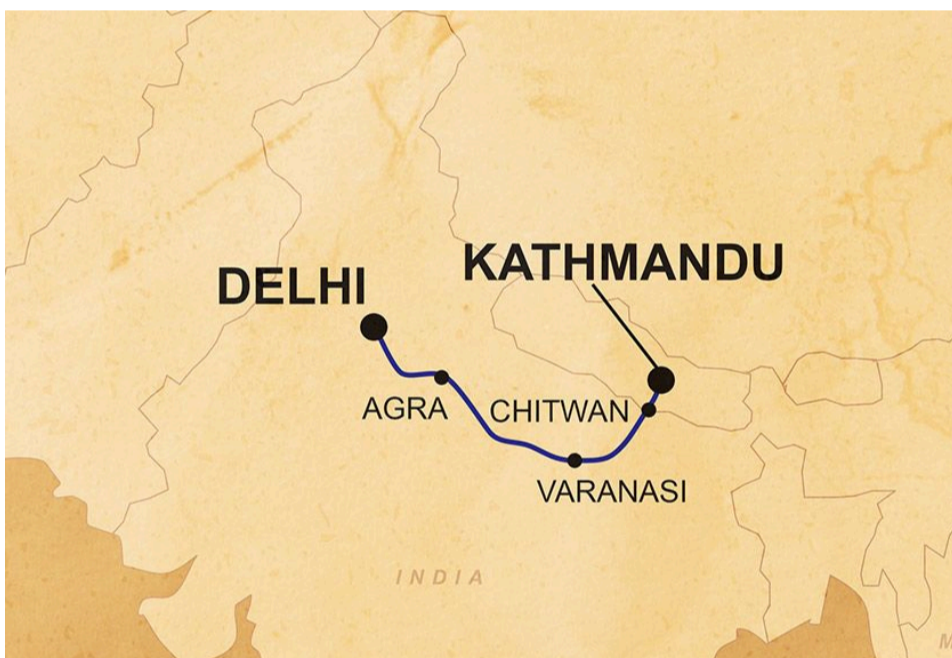 KATHMANDU
DELHI
AGRA
CHITWAN
VARANASI
INDIA
M